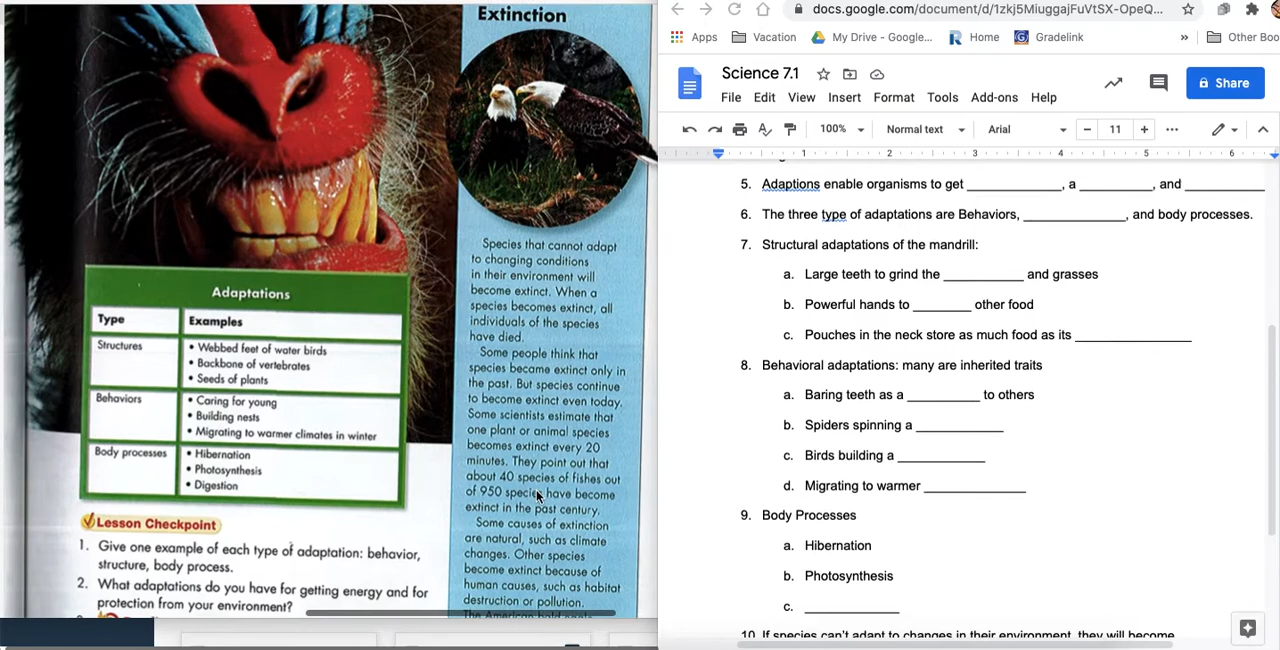 Extinction
Species that cannot adapt
to changing conditions
in their environment will
become extinct. When a
species becomes extinct, all
individuals of the species
have died.
Some people think that
species became extinct only in
the past. But species continue
to become extinct even today.
Some scientists estimate that
one plant or animal species
becomes extinct every 20
minutes. They point out that
about 40 species of fishes out
of 950 species have become
extinct in the past century.
Some causes of extinction
are natural, such as climate
changes. Other species
become extinct because of
human causes, such as habitat
destruction or pollution.
The American bald
Adaptations
Type Examples
Structures • Webbed feet of water birds
• Backbone of vertebrates
• Seeds of plants
Behaviors • Caring for young
• Building nests
• Migrating to warmer climates in winter
Body processes • Hibernation
• Photosynthesis
• Digestion
Lesson Checkpoint
1. Give one example of each type of adaptation: behavior,
structure, body process.
2. What adaptations do you have for getting energy and for
protection from your environment?
docs.google.com/document/d/1zkj5MiuggajFuVtSX-OpeQ...
Apps Vacation My Drive - Google... Home Gradelink » Other Boo
Science 7.1
File Edit View Insert Format Tools Add-ons Help
Share
100% Normal text Arial − 11 + ...
1 2 3 4 5 6
5. Adaptions enable organisms to get _____________, a __________, and ___________
6. The three type of adaptations are Behaviors, ______________, and body processes.
7. Structural adaptations of the mandrill:
a. Large teeth to grind the ___________ and grasses
b. Powerful hands to ________ other food
c. Pouches in the neck store as much food as its ________________
8. Behavioral adaptations: many are inherited traits
a. Baring teeth as a __________ to others
b. Spiders spinning a ____________
c. Birds building a ____________
d. Migrating to warmer ______________
9. Body Processes
a. Hibernation
b. Photosynthesis
c. _____________
10. If species can't adapt to changes in their environment, they will become